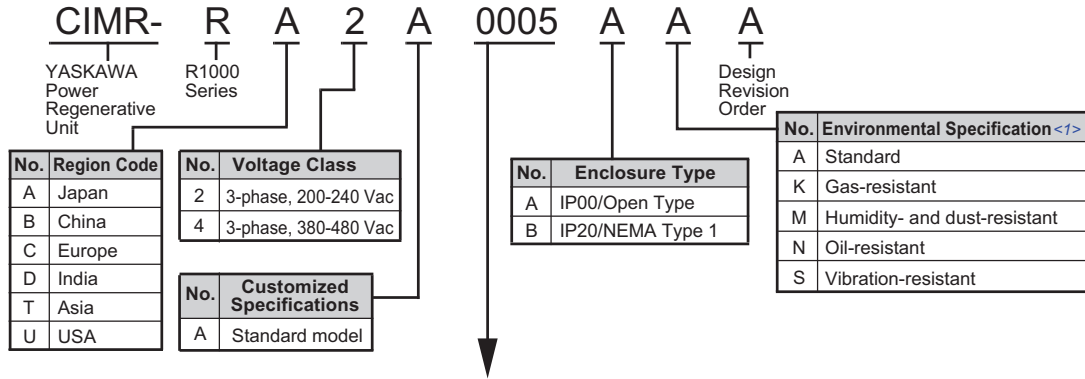 CIMR- R A 2 A 0005 A A A
YASKAWA
Power
Regenerative
Unit
R1000
Series
Design
Revision
Order
No. Region Code
A Japan
B China
C Europe
D India
T Asia
U USA
No. Voltage Class
2 3-phase, 200-240 Vac
4 3-phase, 380-480 Vac
No. Customized
Specifications
A Standard model
No. Enclosure Type
A IP00/Open Type
B IP20/NEMA Type 1
No. Environmental Specification <1>
A Standard
K Gas-resistant
M Humidity- and dust-resistant
N Oil-resistant
S Vibration-resistant